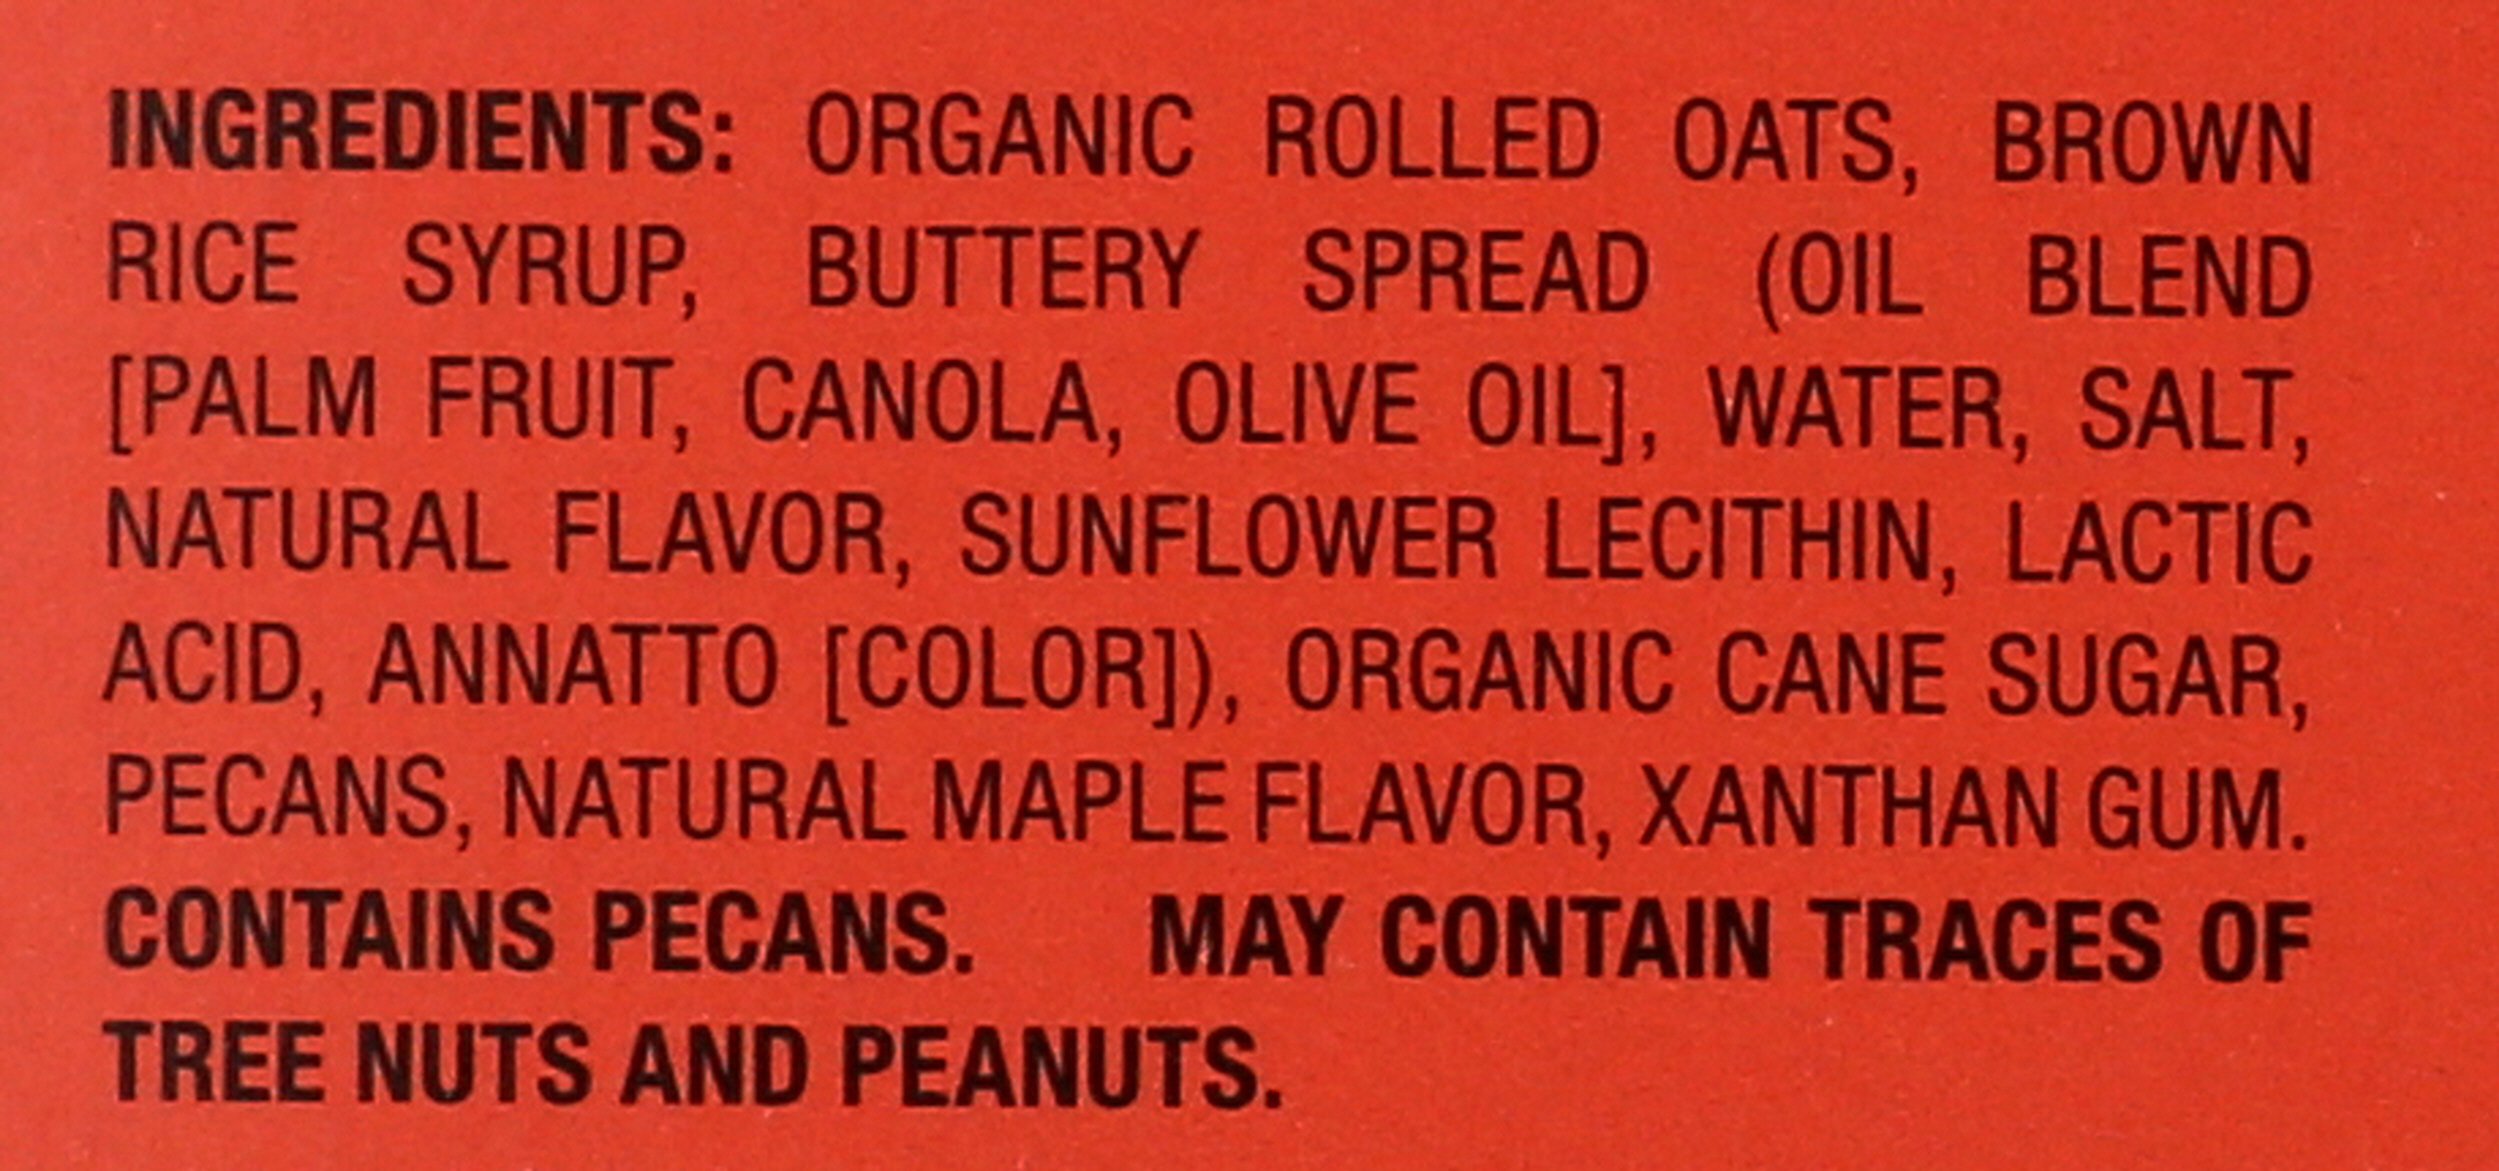 INGREDIENTS: ORGANIC ROLLED OATS, BROWN
RICE SYRUP, BUTTERY SPREAD (OIL BLEND
[PALM FRUIT, CANOLA, OLIVE OIL], WATER, SALT,
NATURAL FLAVOR, SUNFLOWER LECITHIN, LACTIC
ACID, ANNATTO [COLOR]), ORGANIC CANE SUGAR,
PECANS, NATURAL MAPLE FLAVOR, XANTHAN GUM.
CONTAINS PECANS. MAY CONTAIN TRACES OF
TREE NUTS AND PEANUTS.